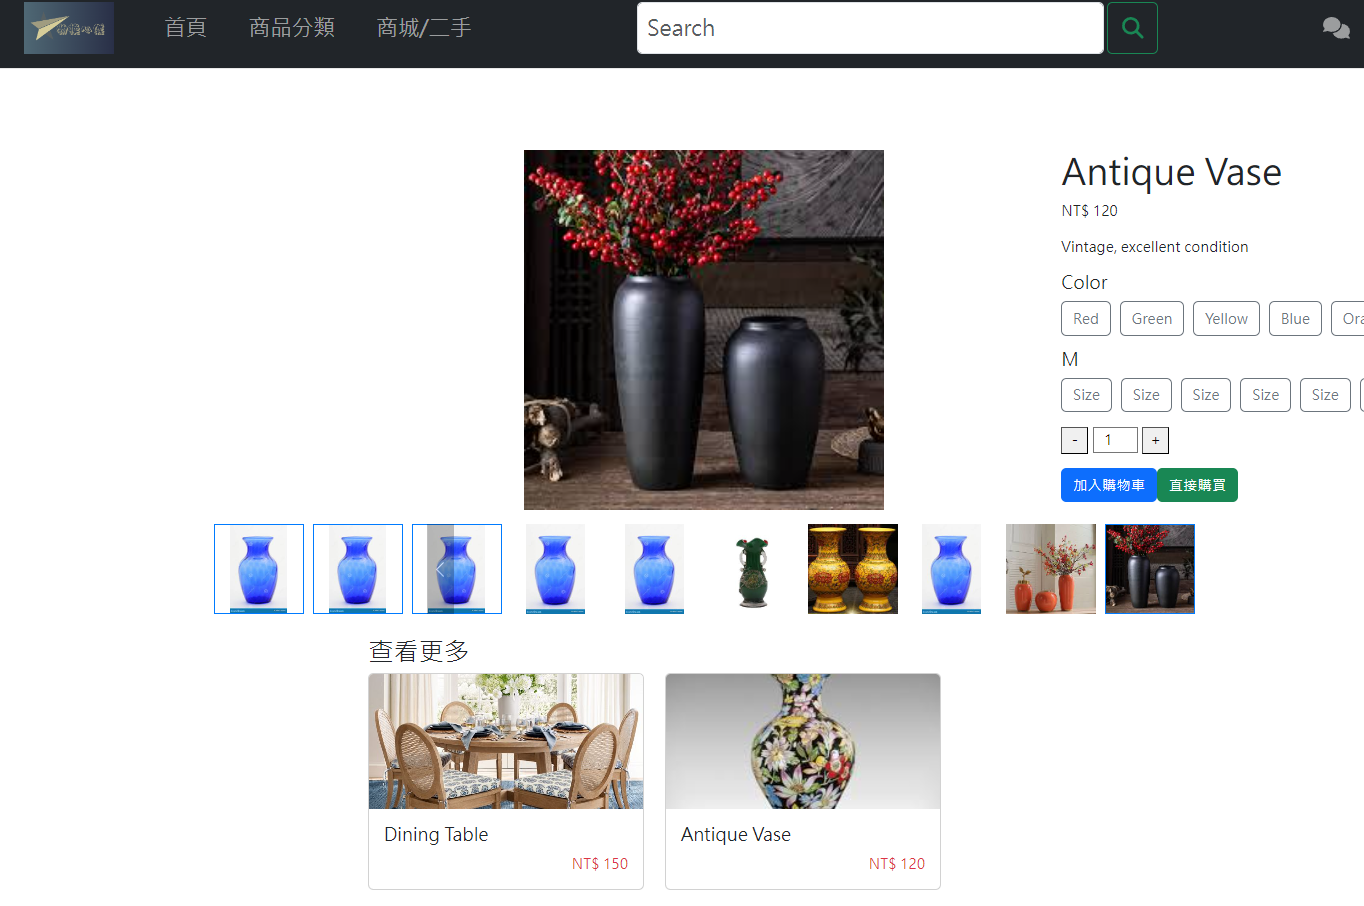 首頁 商品分類 商城/二手 Search
Antique Vase
NT$ 120
Vintage, excellent condition
Color
Red Green Yellow Blue Ora
M
Size Size Size Size Size
- 1 +
加入購物車 直接購買
查看更多
Dining Table
NT$ 150
Antique Vase
NT$ 120